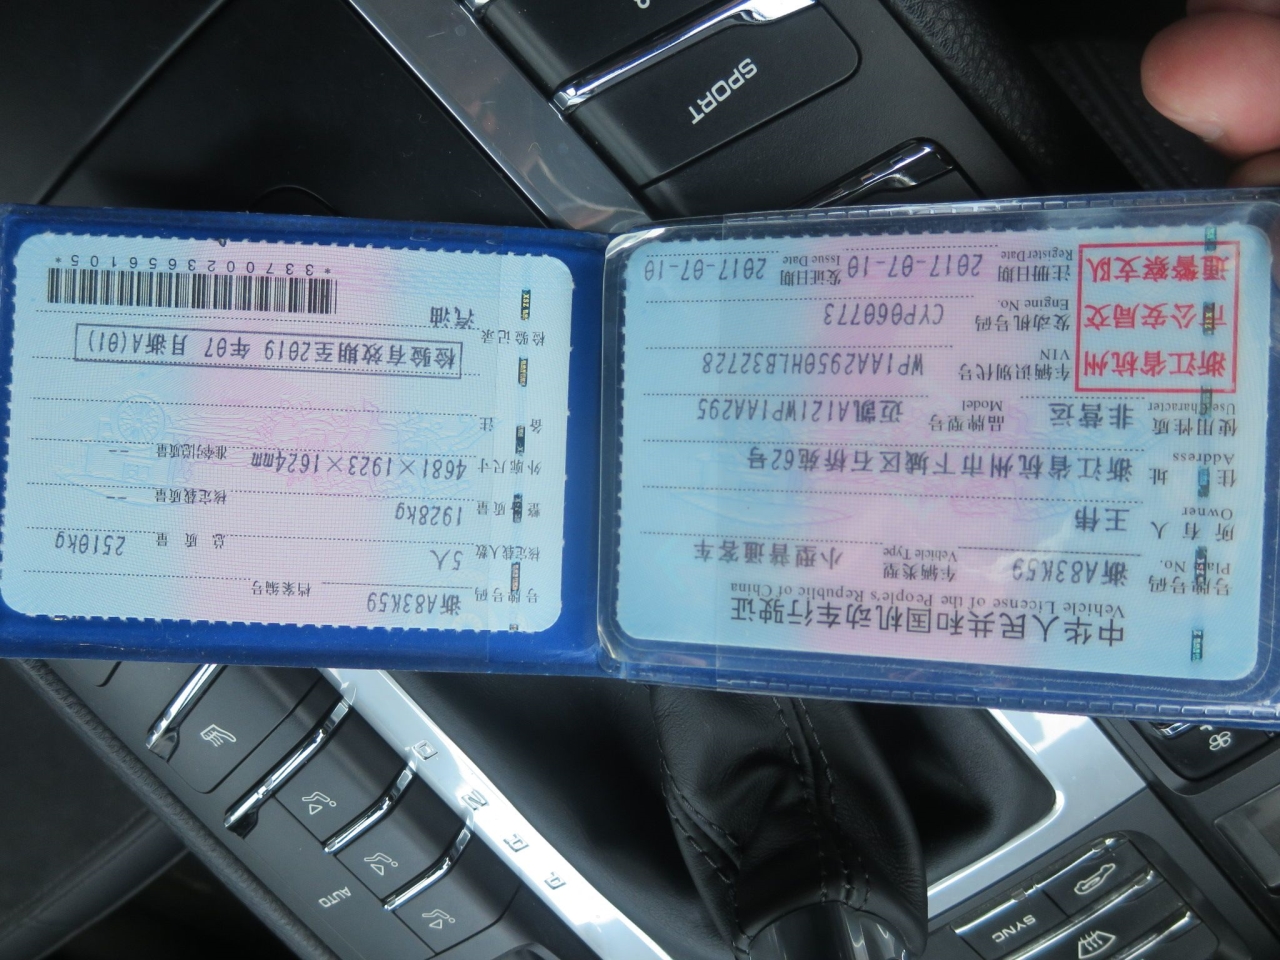 中华人民共和国机动车行驶证
Vehicle License of the People's Republic of China
号牌号码 Plate No. 浙A83K59 车辆类型 Vehicle Type 小型普通客车
所有人 Owner 王伟
住址 Address 浙江省杭州市下城区石桥苑62号
使用性质 Use Character 非营运 品牌型号 Model 迈凯A121WP1AA295
车辆识别代号 VIN WP1AA2950HLB32728
发动机号码 Engine No. CYP060773
注册日期 Register Date 2017-07-10 发证日期 Issue Date 2017-07-10
浙江省杭州
市公安局交
通警察支队
号牌号码 浙A83K59 档案编号
核定载人数 5人 总质量 2510kg
整备质量 1928kg 核定载质量 --
外廓尺寸 4681×1923×1624mm 准牵引总质量 --
备注
检验有效期至2019年07月浙A(01)
检验记录 汽油
*3370023656105*
SPORT
AUTO
SYNC